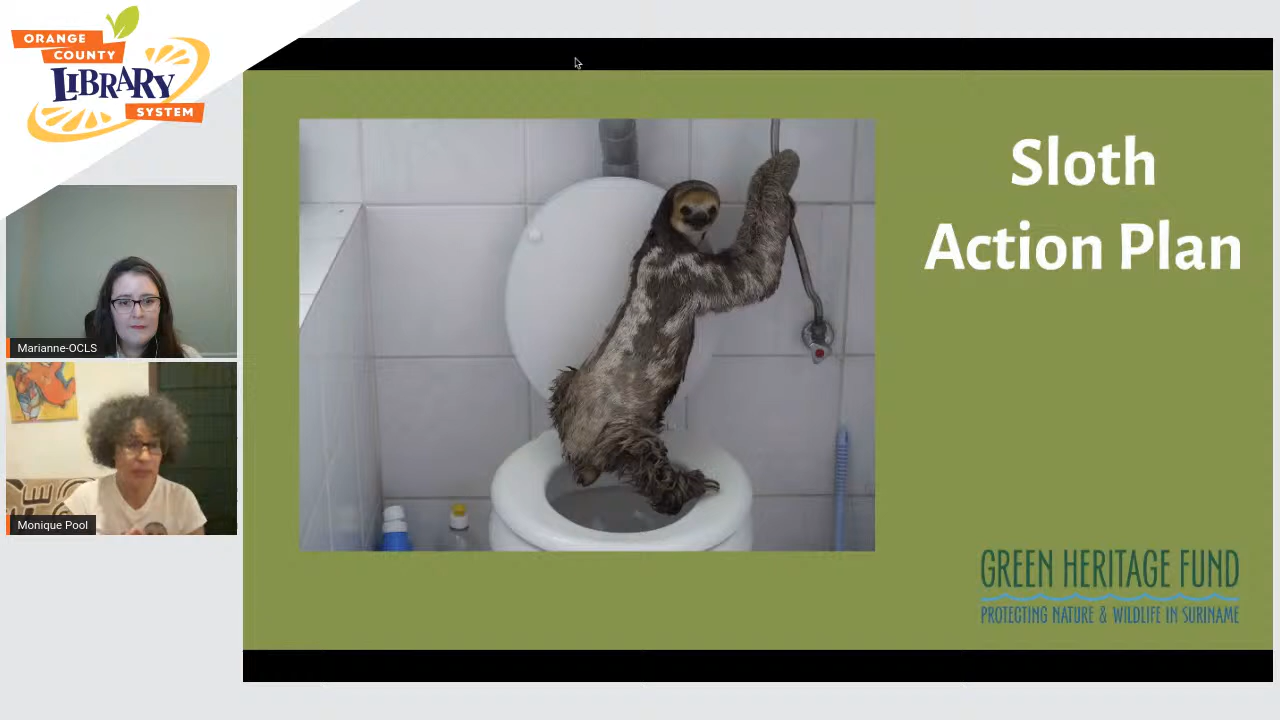 ORANGE
COUNTY
LIBRARY
SYSTEM
Marianne-OCLS
Monique Pool
Sloth
Action Plan
GREEN HERITAGE FUND
PROTECTING NATURE & WILDLIFE IN SURINAME